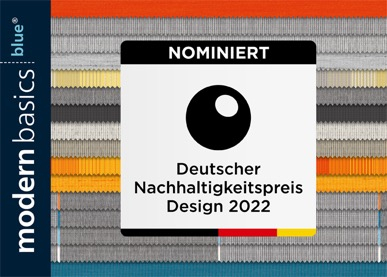 modern basics blue®
NOMINIERT
Deutscher
Nachhaltigkeitspreis
Design 2022